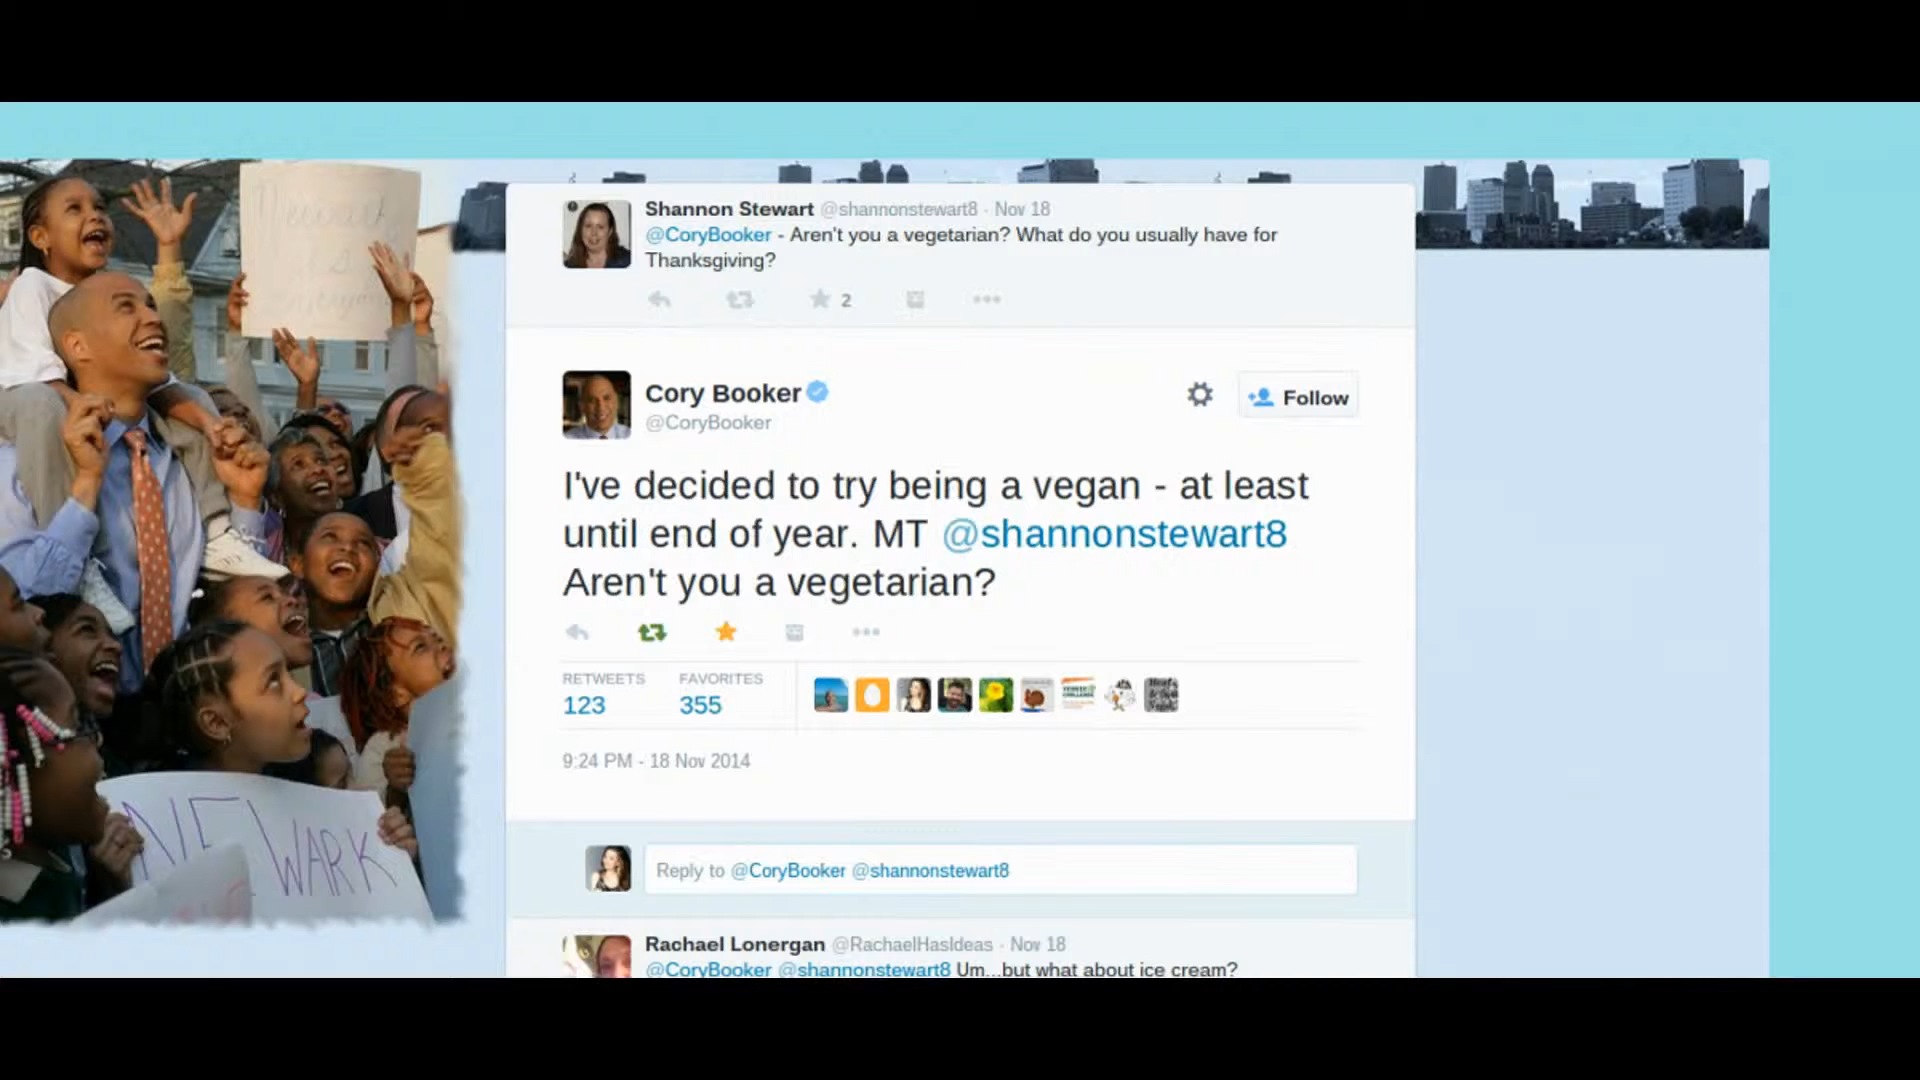 Shannon Stewart @shannonstewart8 · Nov 18
@CoryBooker - Aren't you a vegetarian? What do you usually have for
Thanksgiving?
2
Cory Booker
@CoryBooker
Follow
I've decided to try being a vegan - at least
until end of year. MT @shannonstewart8
Aren't you a vegetarian?
RETWEETS
123
FAVORITES
355
9:24 PM - 18 Nov 2014
Reply to @CoryBooker @shannonstewart8
Rachael Lonergan @RachaelHasIdeas · Nov 18
@CoryBooker @shannonstewart8 Um...but what about ice cream?
NEWARK